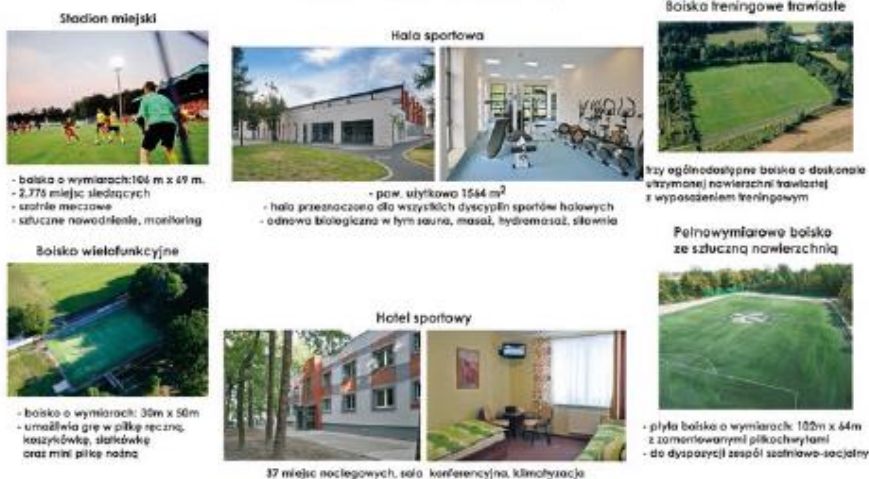 Stadion miejski
- boiska o wymiarach:106 m x 69 m.
- 2.776 miejsc siedzących
- szatnie meczowe
- sztuczne nawodnienie, monitoring
Hala sportowa
- pow. użytkowa 1564 m²
- hala przeznaczona dla wszystkich dyscyplin sportów halowych
- odnowa biologiczna w tym sauna, masaż, hydromasaż, siłownia
Boiska treningowe trawiaste
trzy ogólnodostępne boiska o doskonale
utrzymanej nawierzchni trawiastej
z wyposażeniem treningowym
Boisko wielofunkcyjne
- boisko o wymiarach: 30m x 50m
- umożliwia grę w piłkę ręczną,
koszykówkę, siatkówkę
oraz mini piłkę nożną
Hotel sportowy
37 miejsc noclegowych, sala konferencyjna, klimatyzacja
Pełnowymiarowe boisko
ze sztuczną nawierzchnią
- płyta boiska o wymiarach: 102m x 64m
z zamontowanymi piłkochwytami
- do dyspozycji zespół szatniowo-socjalny